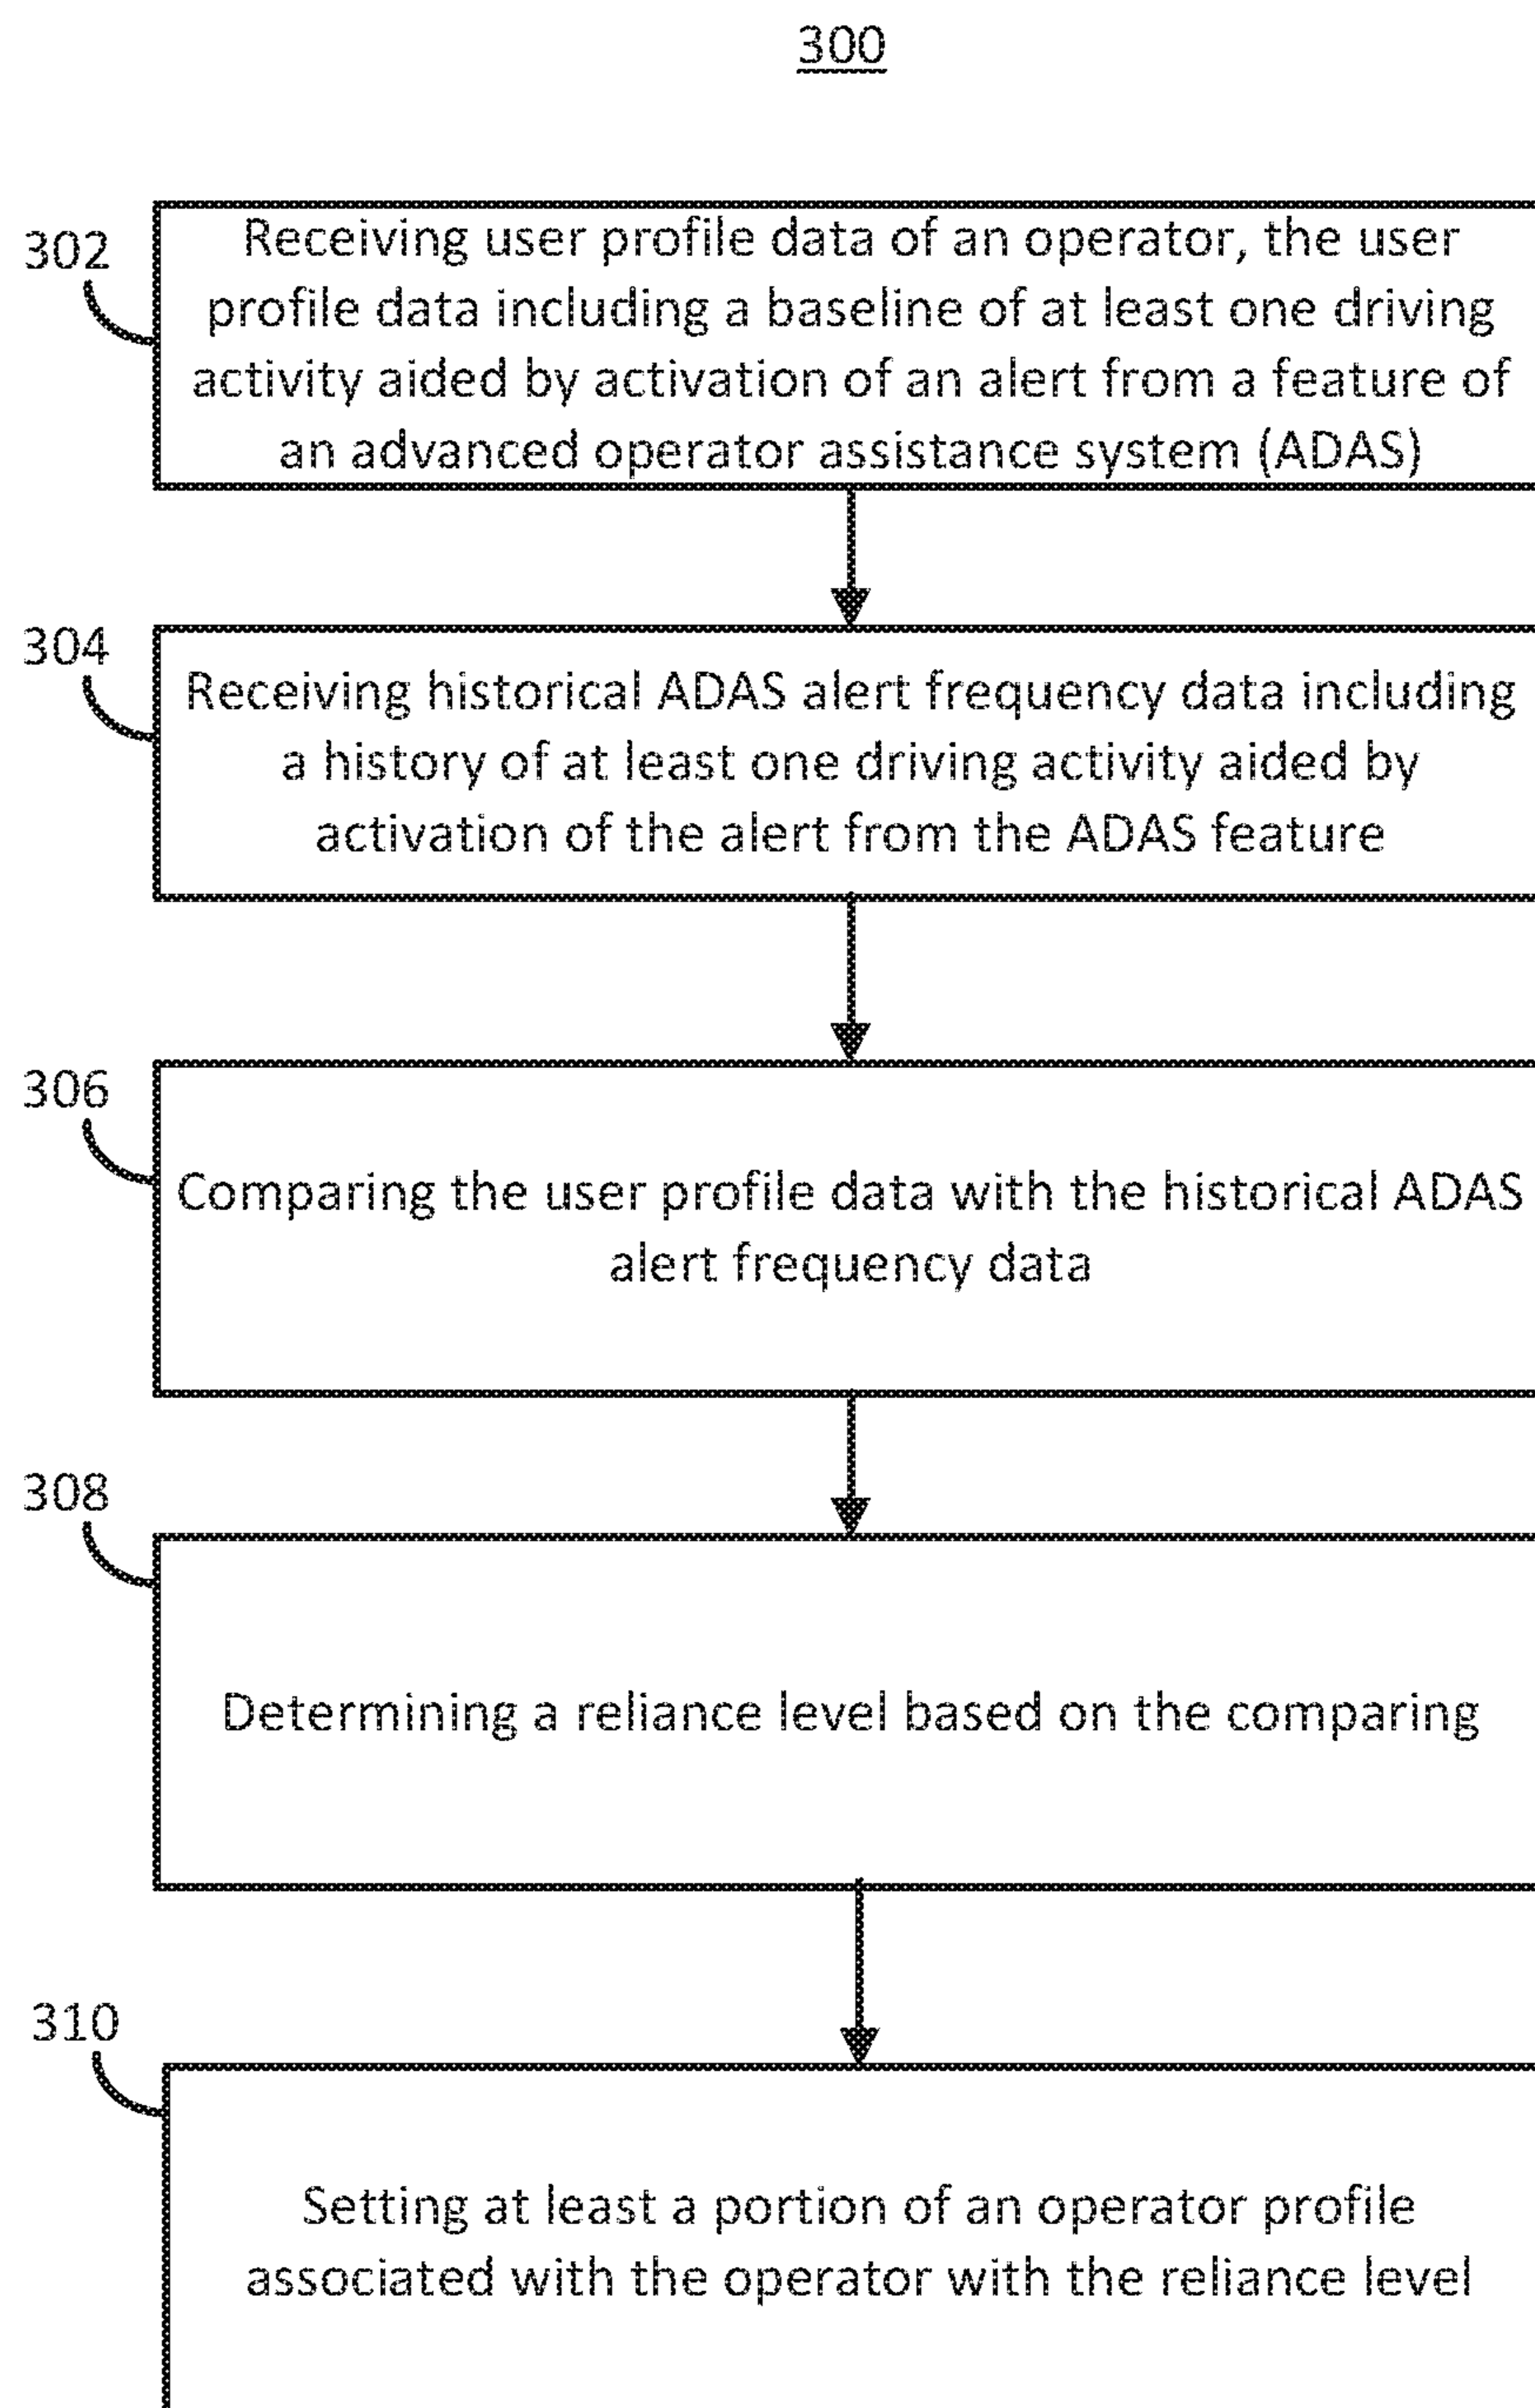 300
302
Receiving user profile data of an operator, the user
profile data including a baseline of at least one driving
activity aided by activation of an alert from a feature of
an advanced operator assistance system (ADAS)
304
Receiving historical ADAS alert frequency data including
a history of at least one driving activity aided by
activation of the alert from the ADAS feature
306
Comparing the user profile data with the historical ADAS
alert frequency data
308
Determining a reliance level based on the comparing
310
Setting at least a portion of an operator profile
associated with the operator with the reliance level